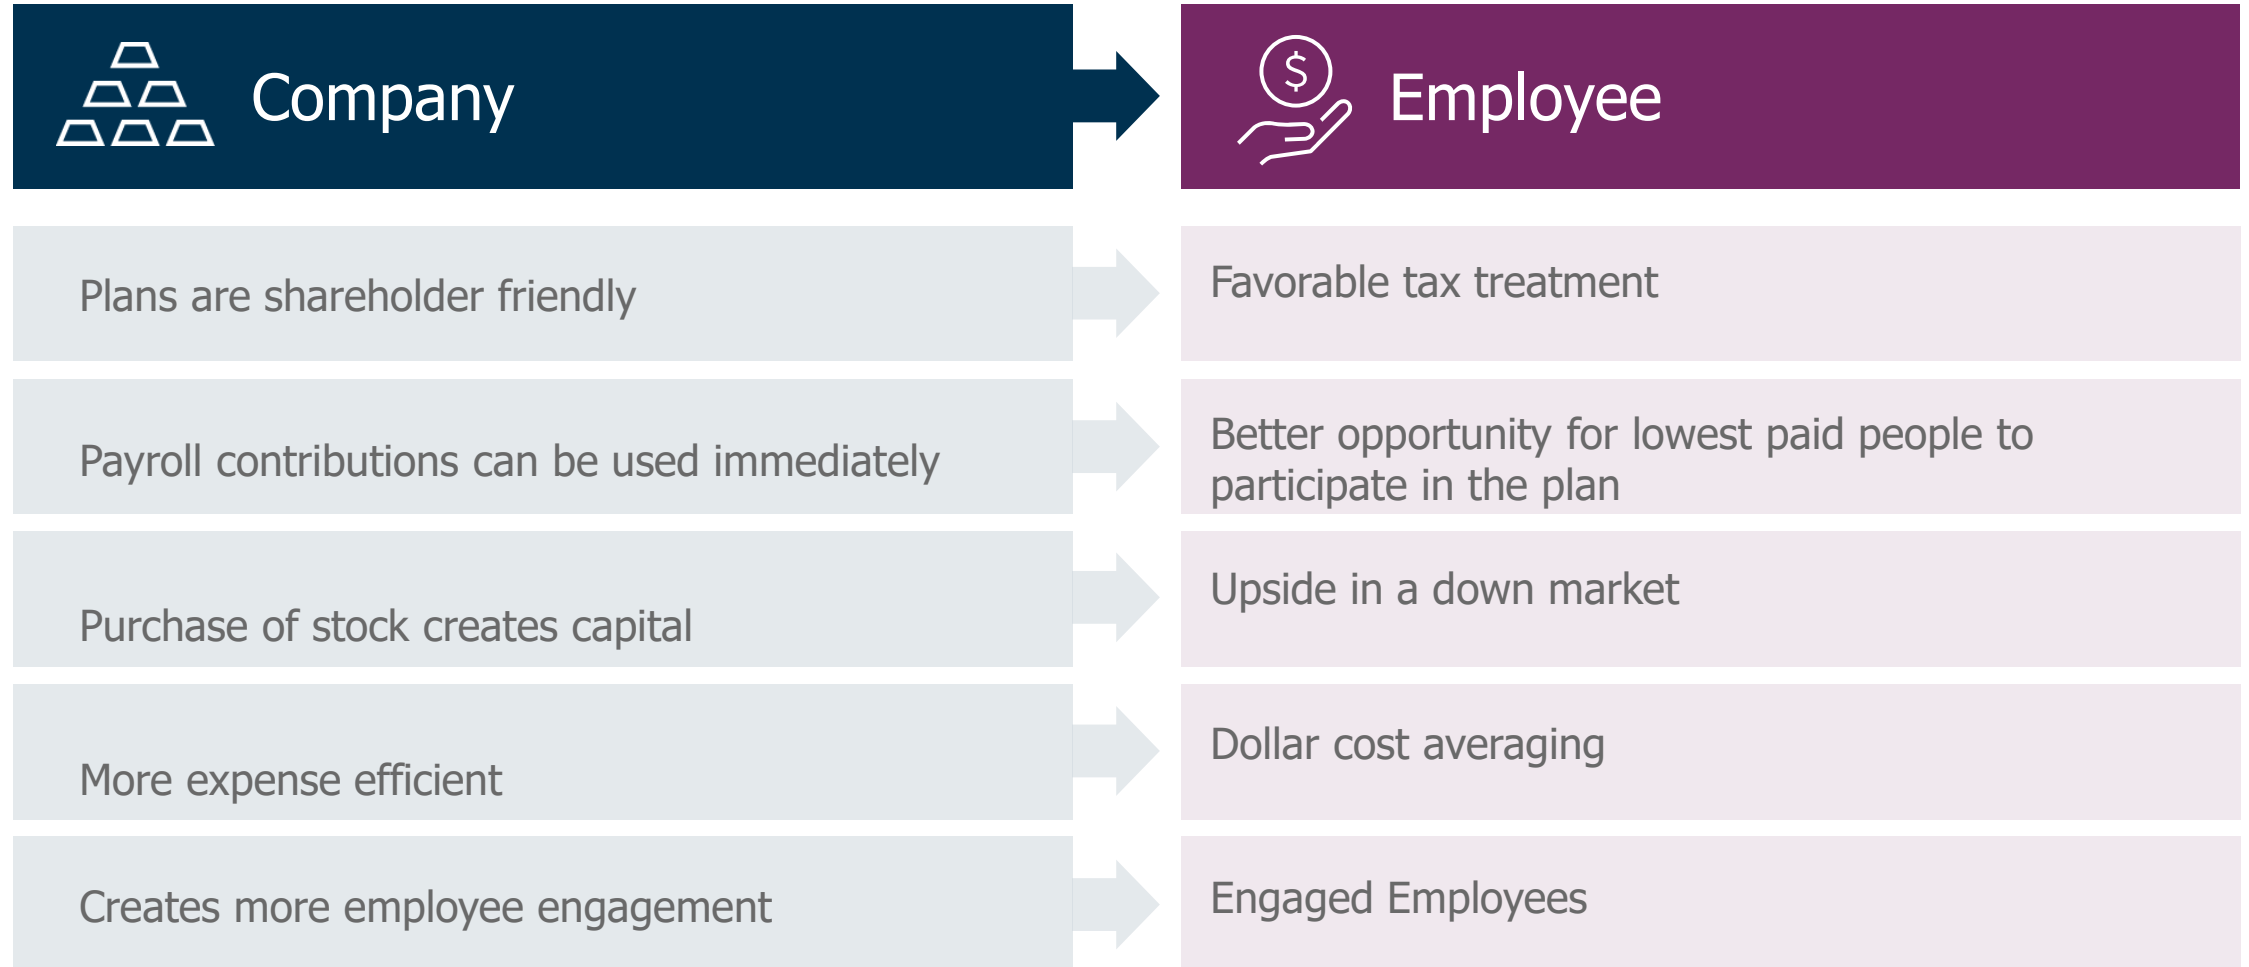 Company
Employee
Plans are shareholder friendly
Favorable tax treatment
Payroll contributions can be used immediately
Better opportunity for lowest paid people to
participate in the plan
Purchase of stock creates capital
Upside in a down market
More expense efficient
Dollar cost averaging
Creates more employee engagement
Engaged Employees